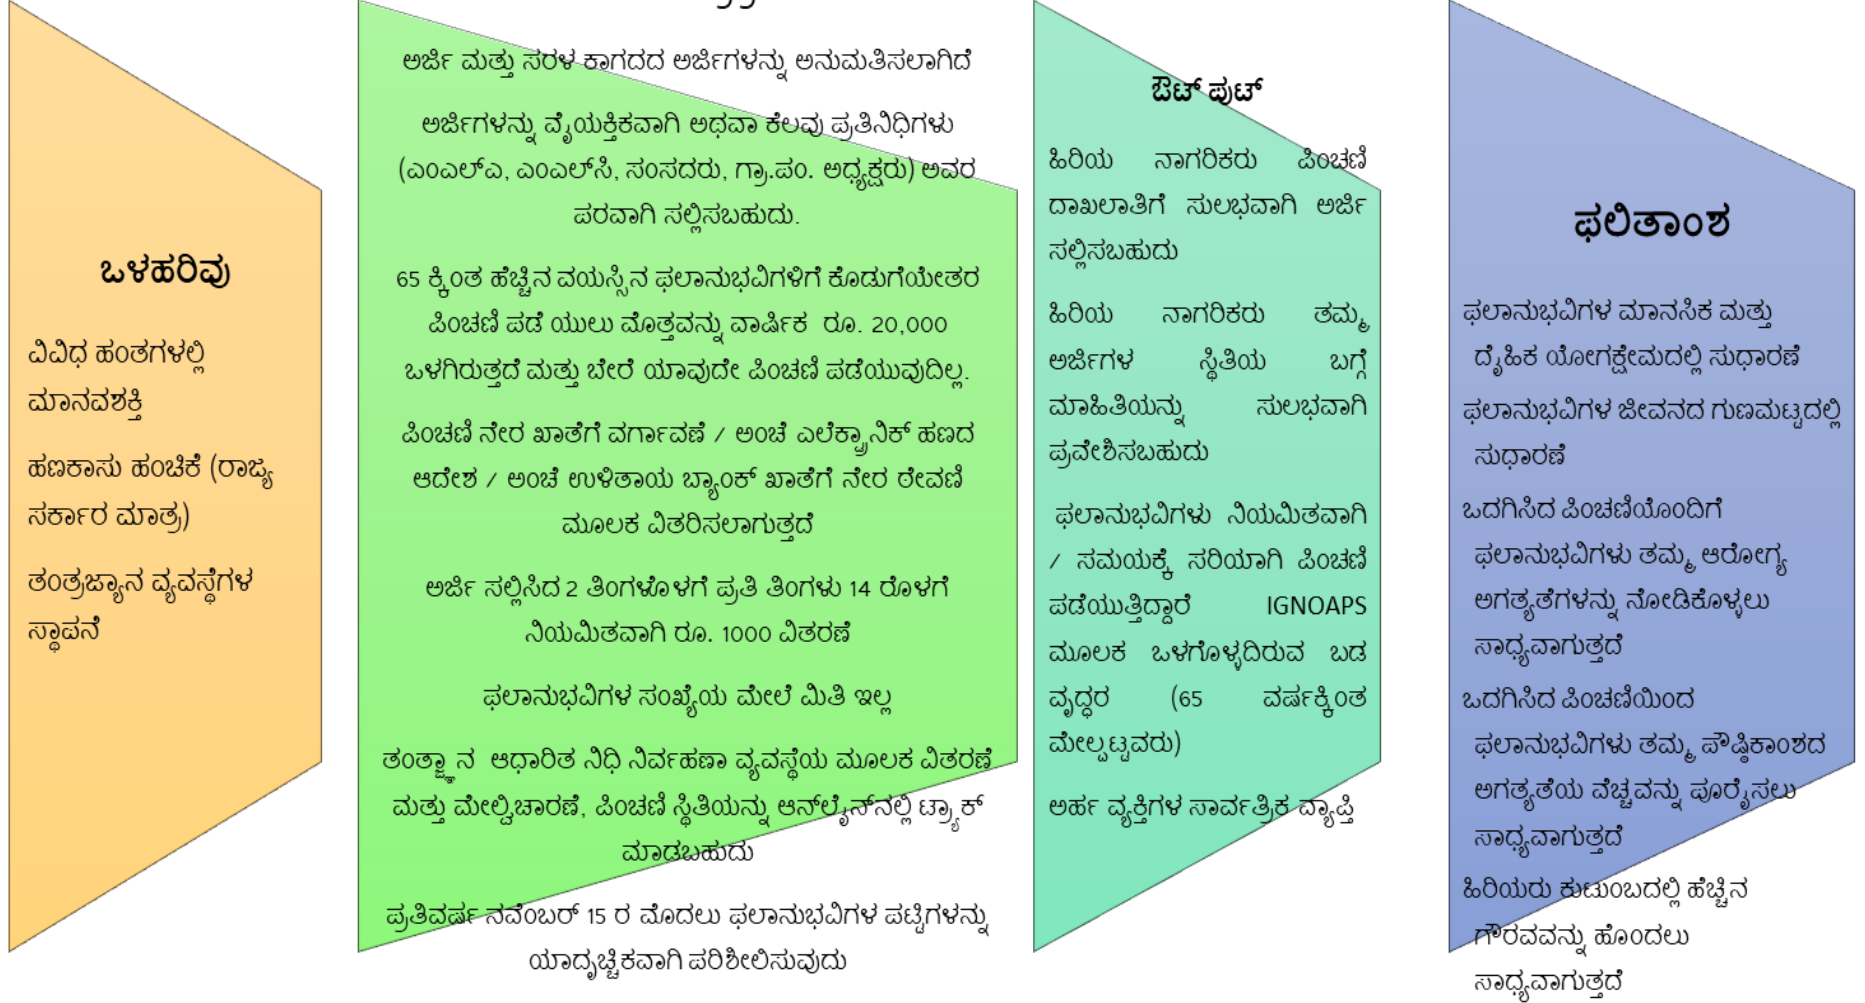 ಒಳಹರಿವು
ವಿವಿಧ ಹಂತಗಳಲ್ಲಿ
ಮಾನವಶಕ್ತಿ
ಹಣಕಾಸು ಹಂಚಿಕೆ (ರಾಜ್ಯ
ಸರ್ಕಾರ ಮಾತ್ರ)
ತಂತ್ರಜ್ಯಾನ ವ್ಯವಸ್ಥೆಗಳ
ಸ್ಥಾಪನೆ
ಅರ್ಜಿ ಮತ್ತು ಸರಳ ಕಾಗದದ ಅರ್ಜಿಗಳನ್ನು ಅನುಮತಿಸಲಾಗಿದೆ
ಅರ್ಜಿಗಳನ್ನು ವೈಯಕ್ತಿಕವಾಗಿ ಅಥವಾ ಕೆಲವು ಪ್ರತಿನಿಧಿಗಳು
(ಎಂಎಲ್ಎ, ಎಂಎಲ್‌ಸಿ, ಸಂಸದರು, ಗ್ರಾ.ಪಂ. ಅಧ್ಯಕ್ಷರು) ಅವರ
ಪರವಾಗಿ ಸಲ್ಲಿಸಬಹುದು.
65 ಕ್ಕಿಂತ ಹೆಚ್ಚಿನ ವಯಸ್ಸಿನ ಫಲಾನುಭವಿಗಳಿಗೆ ಕೊಡುಗೆಯೇತರ
ಪಿಂಚಣಿ ಪಡೆ ಯುಲು ಮೊತ್ತವನ್ನು ವಾರ್ಷಿಕ ರೂ. 20,000
ಒಳಗಿರುತ್ತದೆ ಮತ್ತು ಬೇರೆ ಯಾವುದೇ ಪಿಂಚಣಿ ಪಡೆಯುವುದಿಲ್ಲ.
ಪಿಂಚಣಿ ನೇರ ಖಾತೆಗೆ ವರ್ಗಾವಣೆ / ಅಂಚೆ ಎಲೆಕ್ಟ್ರಾನಿಕ್ ಹಣದ
ಆದೇಶ / ಅಂಚೆ ಉಳಿತಾಯ ಬ್ಯಾಂಕ್ ಖಾತೆಗೆ ನೇರ ಠೇವಣಿ
ಮೂಲಕ ವಿತರಿಸಲಾಗುತ್ತದೆ
ಅರ್ಜಿ ಸಲ್ಲಿಸಿದ 2 ತಿಂಗಳೊಳಗೆ ಪ್ರತಿ ತಿಂಗಳು 14 ರೊಳಗೆ
ನಿಯಮಿತವಾಗಿ ರೂ. 1000 ವಿತರಣೆ
ಫಲಾನುಭವಿಗಳ ಸಂಖ್ಯೆಯ ಮೇಲೆ ಮಿತಿ ಇಲ್ಲ
ತಂತ್ಜ್ಞಾನ ಆಧಾರಿತ ನಿಧಿ ನಿರ್ವಹಣಾ ವ್ಯವಸ್ಥೆಯ ಮೂಲಕ ವಿತರಣೆ
ಮತ್ತು ಮೇಲ್ವಿಚಾರಣೆ, ಪಿಂಚಣಿ ಸ್ಥಿತಿಯನ್ನು ಆನ್‌ಲೈನ್‌ನಲ್ಲಿ ಟ್ರ್ಯಾಕ್
ಮಾಡಬಹುದು
ಪ್ರತಿವರ್ಷ ನವೆಂಬರ್ 15 ರ ಮೊದಲು ಫಲಾನುಭವಿಗಳ ಪಟ್ಟಿಗಳನ್ನು
ಯಾದೃಚ್ಚಿಕವಾಗಿ ಪರಿಶೀಲಿಸುವುದು
ಔಟ್ ಪುಟ್
ಹಿರಿಯ ನಾಗರಿಕರು ಪಿಂಚಣಿ
ದಾಖಲಾತಿಗೆ ಸುಲಭವಾಗಿ ಅರ್ಜಿ
ಸಲ್ಲಿಸಬಹುದು
ಹಿರಿಯ ನಾಗರಿಕರು ತಮ್ಮ
ಅರ್ಜಿಗಳ ಸ್ಥಿತಿಯ ಬಗ್ಗೆ
ಮಾಹಿತಿಯನ್ನು ಸುಲಭವಾಗಿ
ಪ್ರವೇಶಿಸಬಹುದು
ಫಲಾನುಭವಿಗಳು ನಿಯಮಿತವಾಗಿ
/ ಸಮಯಕ್ಕೆ ಸರಿಯಾಗಿ ಪಿಂಚಣಿ
ಪಡೆಯುತ್ತಿದ್ದಾರೆ IGNOAPS
ಮೂಲಕ ಒಳಗೊಳ್ಳದಿರುವ ಬಡ
ವೃದ್ಧರ (65 ವರ್ಷಕ್ಕಿಂತ
ಮೇಲ್ಪಟ್ಟವರು)
ಅರ್ಹ ವ್ಯಕ್ತಿಗಳ ಸಾರ್ವತ್ರಿಕ ವ್ಯಾಪ್ತಿ
ಫಲಿತಾಂಶ
ಫಲಾನುಭವಿಗಳ ಮಾನಸಿಕ ಮತ್ತು
ದೈಹಿಕ ಯೋಗಕ್ಷೇಮದಲ್ಲಿ ಸುಧಾರಣೆ
ಫಲಾನುಭವಿಗಳ ಜೀವನದ ಗುಣಮಟ್ಟದಲ್ಲಿ
ಸುಧಾರಣೆ
ಒದಗಿಸಿದ ಪಿಂಚಣಿಯೊಂದಿಗೆ
ಫಲಾನುಭವಿಗಳು ತಮ್ಮ ಆರೋಗ್ಯ
ಅಗತ್ಯತೆಗಳನ್ನು ನೋಡಿಕೊಳ್ಳಲು
ಸಾಧ್ಯವಾಗುತ್ತದೆ
ಒದಗಿಸಿದ ಪಿಂಚಣಿಯಿಂದ
ಫಲಾನುಭವಿಗಳು ತಮ್ಮ ಪೌಷ್ಠಿಕಾಂಶದ
ಅಗತ್ಯತೆಯ ವೆಚ್ಚವನ್ನು ಪೂರೈಸಲು
ಸಾಧ್ಯವಾಗುತ್ತದೆ
ಹಿರಿಯರು ಕುಟುಂಬದಲ್ಲಿ ಹೆಚ್ಚಿನ
ಗೌರವವನ್ನು ಹೊಂದಲು
ಸಾಧ್ಯವಾಗುತ್ತದೆ